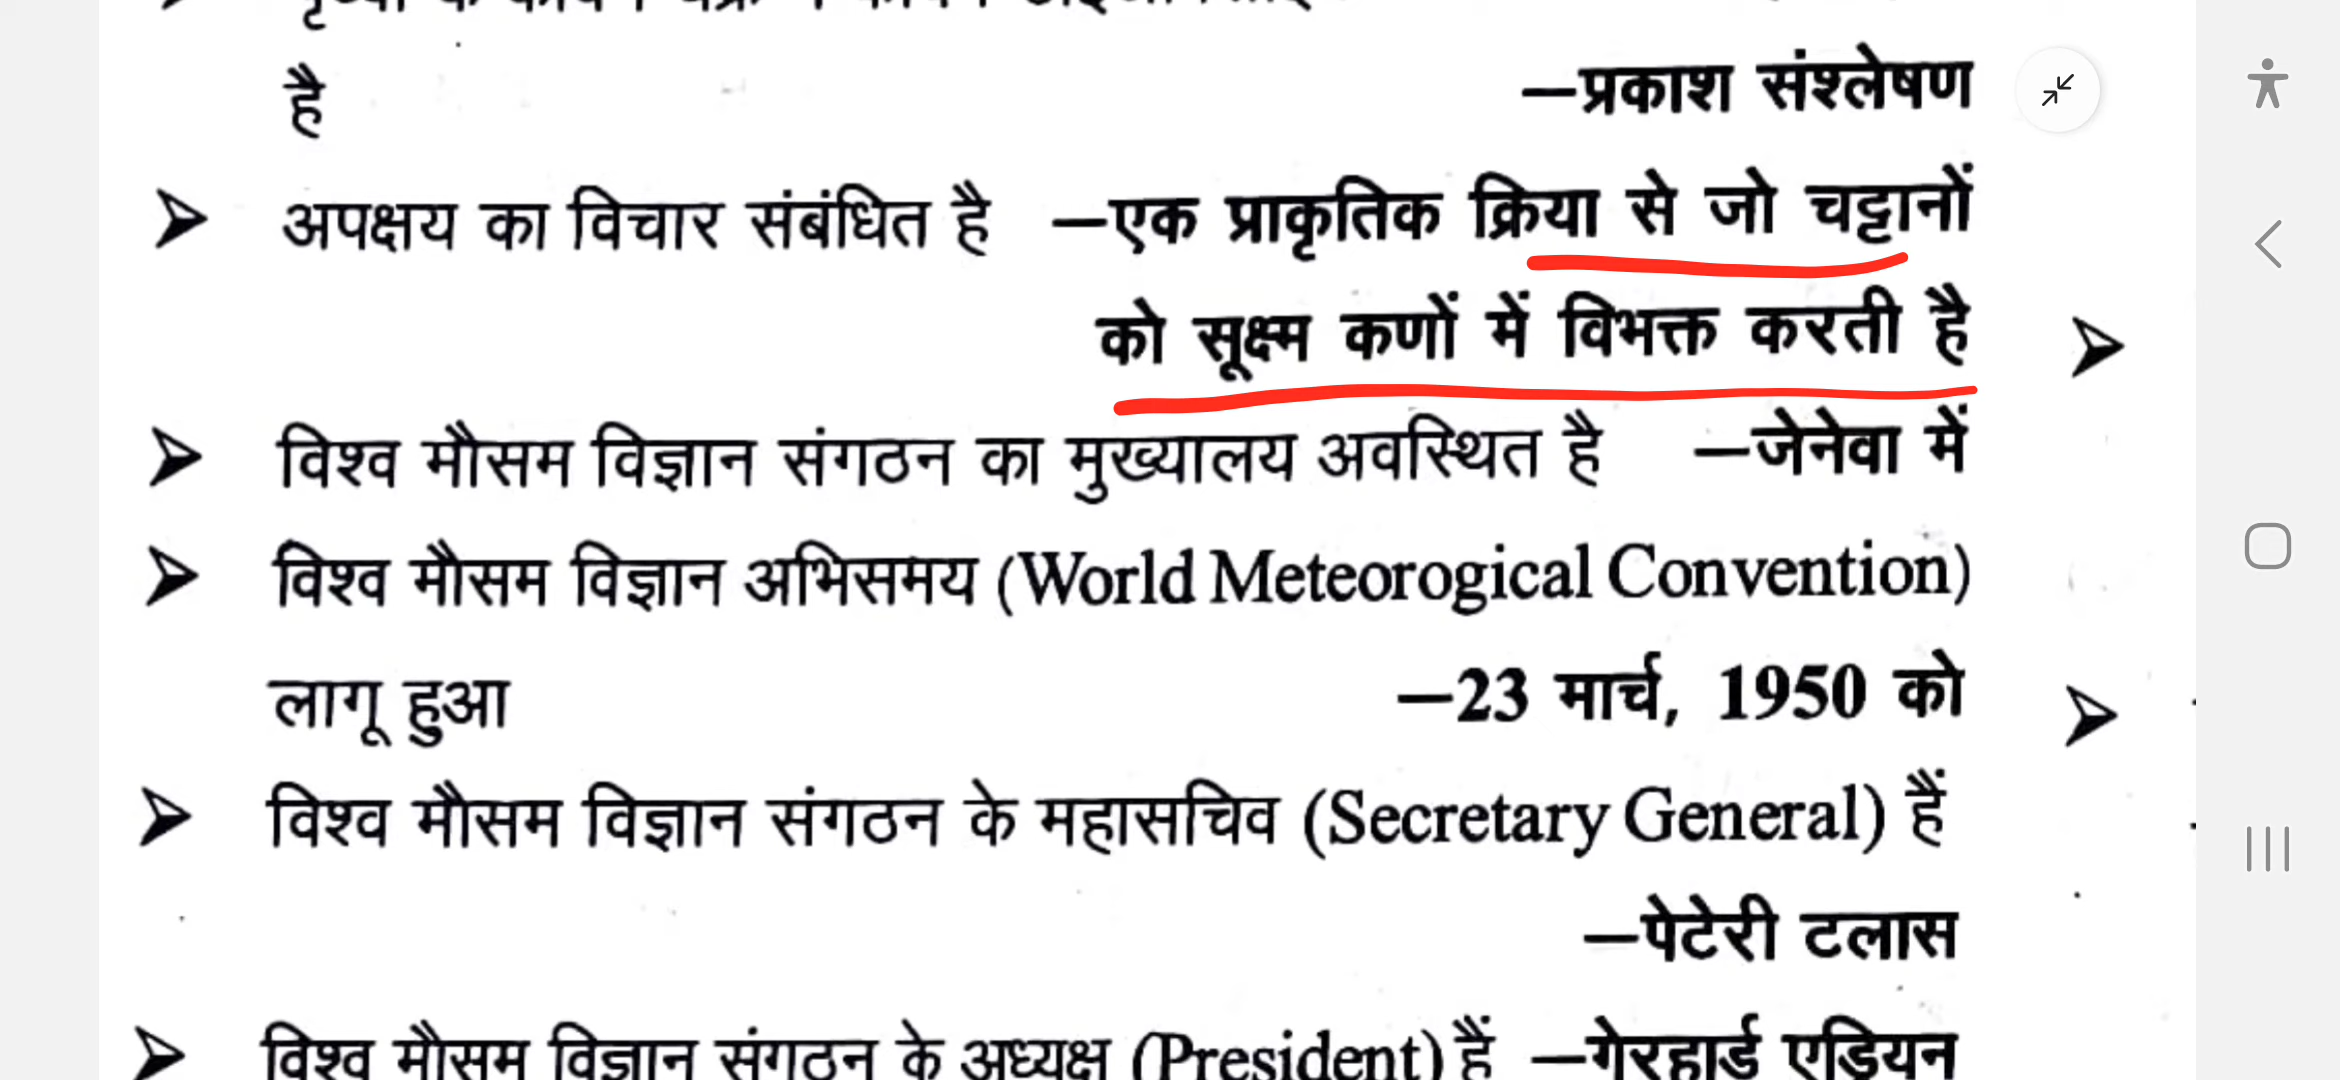 है —प्रकाश संश्लेषण
अपक्षय का विचार संबंधित है —एक प्राकृतिक क्रिया से जो चट्टानों
को सूक्ष्म कणों में विभक्त करती है
विश्व मौसम विज्ञान संगठन का मुख्यालय अवस्थित है —जेनेवा में
विश्व मौसम विज्ञान अभिसमय (World Meteorogical Convention)
लागू हुआ —23 मार्च, 1950 को
विश्व मौसम विज्ञान संगठन के महासचिव (Secretary General) हैं
—पेटेरी टलास
विश्व मौसम विज्ञान संगठन के अध्यक्ष (President) हैं —गेरहार्ड एड्रियन